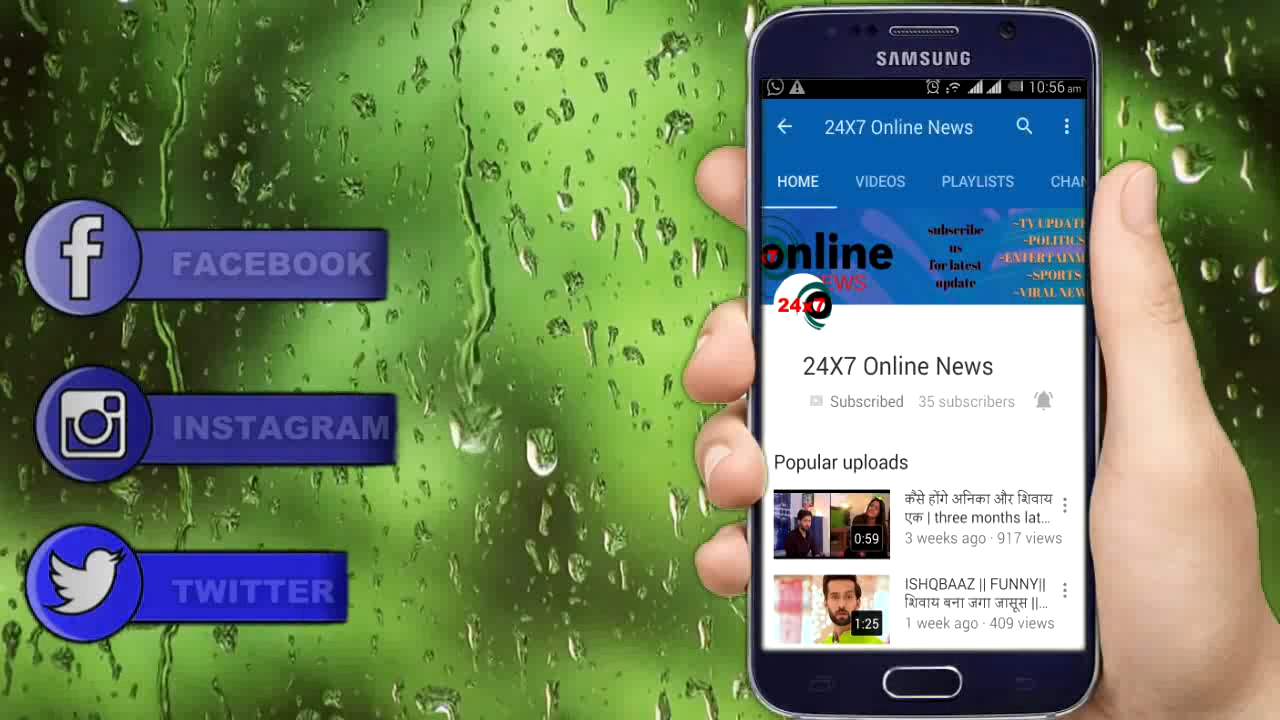 FACEBOOK
INSTAGRAM
TWITTER
SAMSUNG
10:56 am
24X7 Online News
HOME VIDEOS PLAYLISTS CHAN
online
NEWS
subscribe
us
for latest
update
~TV UPDATE
~POLITICS
~ENTERTAINM
~SPORTS
~VIRAL NEW
24x7
24X7 Online News
Subscribed 35 subscribers
Popular uploads
कैसे होंगे अनिका और शिवाय
एक | three months lat...
3 weeks ago · 917 views
0:59
ISHQBAAZ || FUNNY||
शिवाय बना जगा जासूस ||...
1 week ago · 409 views
1:25